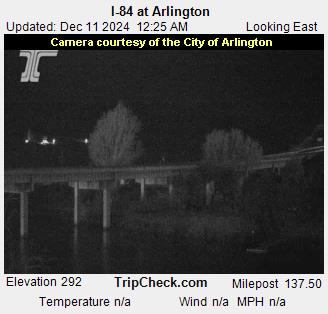 I-84 at Arlington
Updated: Dec 11 2024 12:25 AM Looking East
Camera courtesy of the City of Arlington
Elevation 292 TripCheck.com Milepost 137.50
Temperature n/a Wind n/a MPH n/a